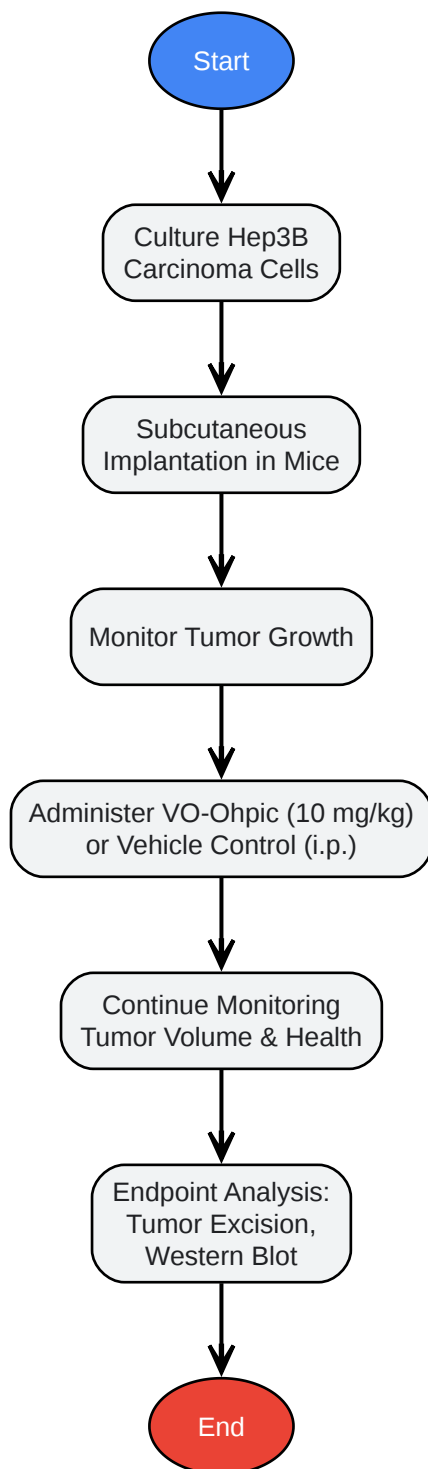 Start
Culture Hep3B
Carcinoma Cells
Subcutaneous
Implantation in Mice
Monitor Tumor Growth
Administer VO-Ohpic (10 mg/kg)
or Vehicle Control (i.p.)
Continue Monitoring
Tumor Volume & Health
Endpoint Analysis:
Tumor Excision,
Western Blot
End